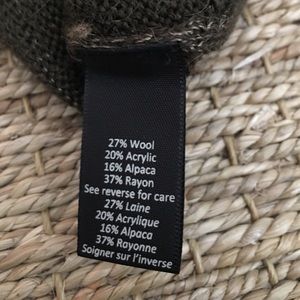 27% Wool
20% Acrylic
16% Alpaca
37% Rayon
See reverse for care
27% Laine
20% Acrylique
16% Alpaca
37% Rayonne
Soigner sur l'inverse